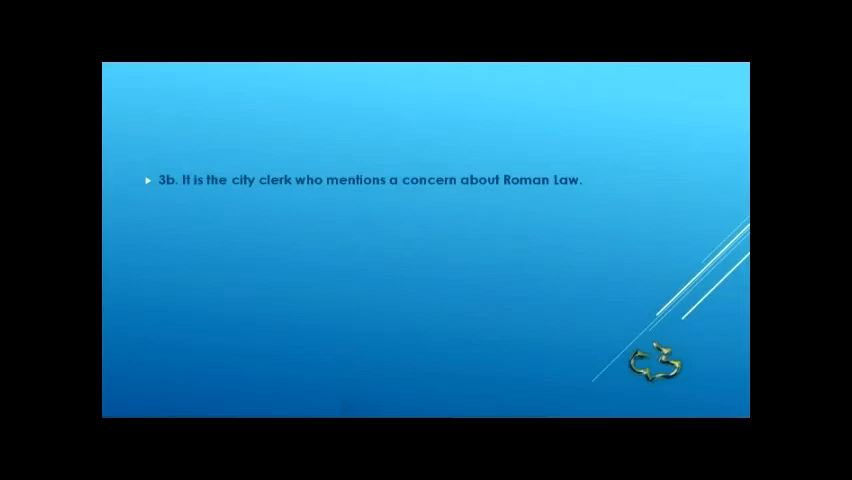 3b. It is the city clerk who mentions a concern about Roman Law.